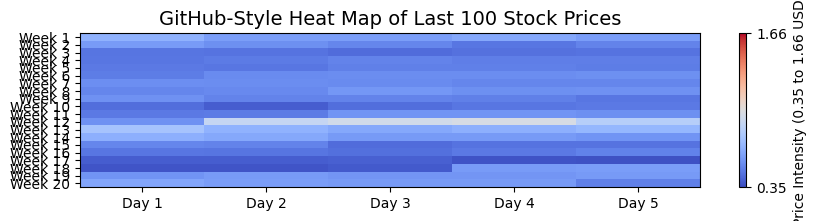 GitHub-Style Heat Map of Last 100 Stock Prices
Week 1
Week 2
Week 3
Week 4
Week 5
Week 6
Week 7
Week 8
Week 9
Week 10
Week 11
Week 12
Week 13
Week 14
Week 15
Week 16
Week 17
Week 18
Week 19
Week 20
Day 1 Day 2 Day 3 Day 4 Day 5
1.66
0.35
Price Intensity (0.35 to 1.66 USD